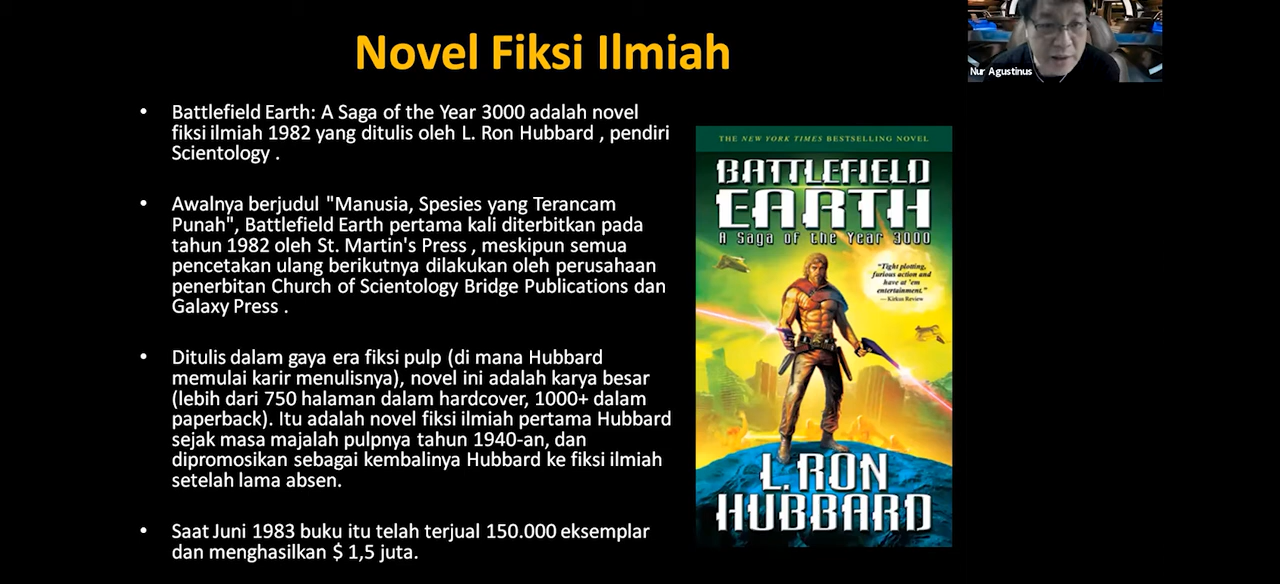 Novel Fiksi Ilmiah
Nur Agustinus
• Battlefield Earth: A Saga of the Year 3000 adalah novel
fiksi ilmiah 1982 yang ditulis oleh L. Ron Hubbard , pendiri
Scientology .
• Awalnya berjudul "Manusia, Spesies yang Terancam
Punah", Battlefield Earth pertama kali diterbitkan pada
tahun 1982 oleh St. Martin's Press , meskipun semua
pencetakan ulang berikutnya dilakukan oleh perusahaan
penerbitan Church of Scientology Bridge Publications dan
Galaxy Press .
• Ditulis dalam gaya era fiksi pulp (di mana Hubbard
memulai karir menulisnya), novel ini adalah karya besar
(lebih dari 750 halaman dalam hardcover, 1000+ dalam
paperback). Itu adalah novel fiksi ilmiah pertama Hubbard
sejak masa majalah pulpnya tahun 1940-an, dan
dipromosikan sebagai kembalinya Hubbard ke fiksi ilmiah
setelah lama absen.
• Saat Juni 1983 buku itu telah terjual 150.000 eksemplar
dan menghasilkan $ 1,5 juta.
THE NEW YORK TIMES BESTSELLING NOVEL
BATTLEFIELD
EARTH
A Saga of the Year 3000
"Tight plotting,
furious action and
have at 'em
entertainment."
— Kirkus Review
L. RON
HUBBARD